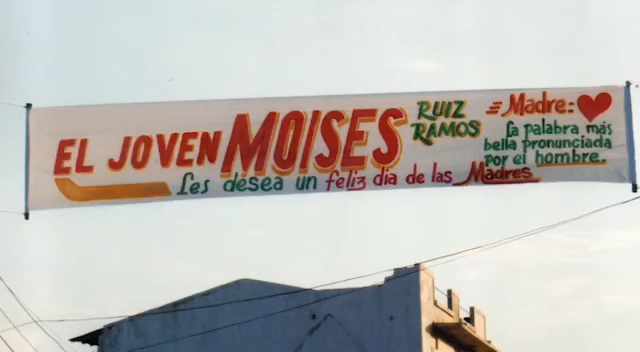 EL JOVEN MOISES RUIZ
RAMOS
Les desea un feliz dia de las Madres
Madre:
La palabra más
bella pronunciada
por el hombre.